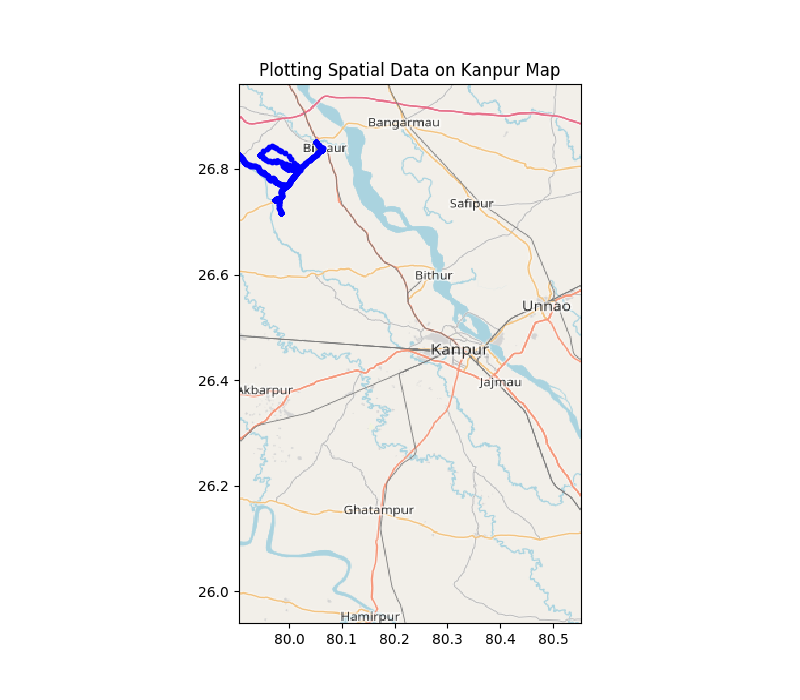 Plotting Spatial Data on Kanpur Map
Bangarmau
26.8
Safipur
26.6
Bithur
Unnao
Kanpur
26.4
Jajmau
Akbarpur
26.2
Ghatampur
26.0
Hamirpur
80.0 80.1 80.2 80.3 80.4 80.5